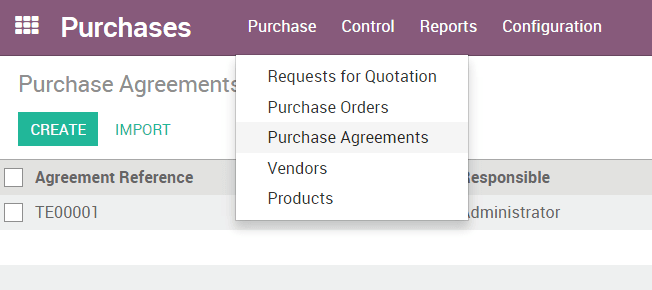 Purchases Purchase Control Reports Configuration
Purchase Agreements
CREATE IMPORT
Requests for Quotation
Purchase Orders
Purchase Agreements
Vendors
Products
Agreement Reference Responsible
TE00001 Administrator